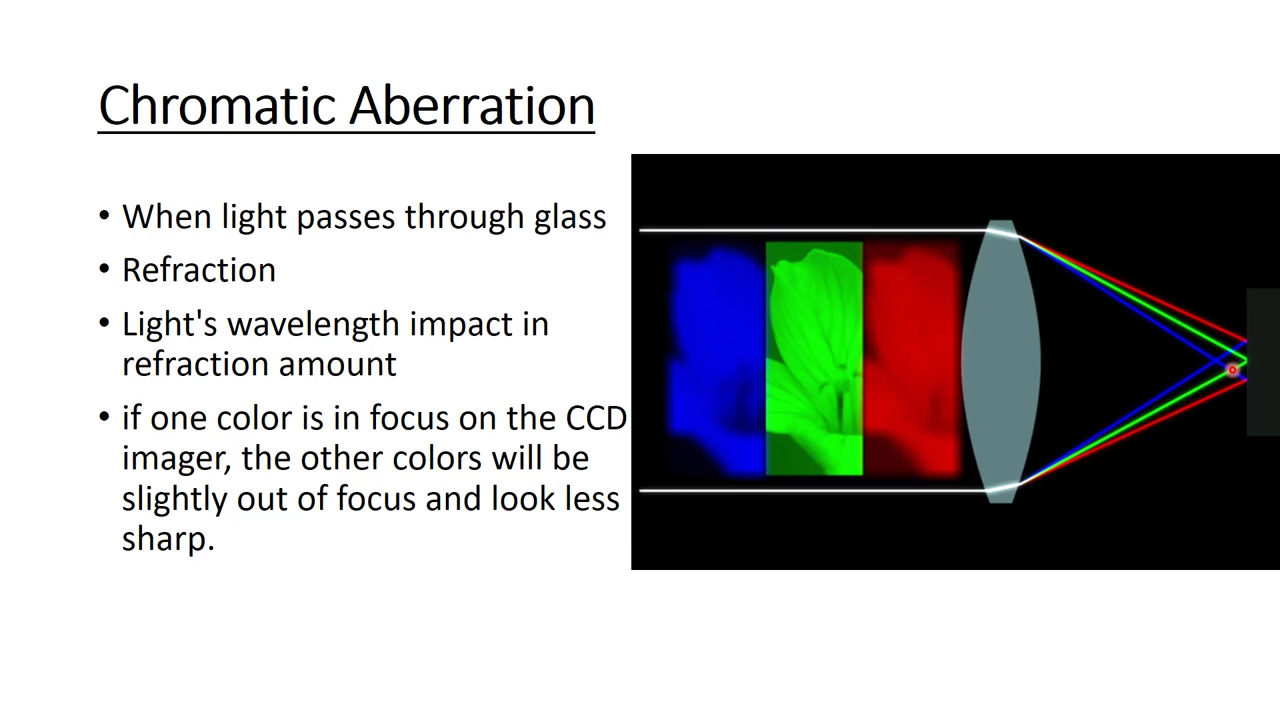 Chromatic Aberration
• When light passes through glass
• Refraction
• Light's wavelength impact in
refraction amount
• if one color is in focus on the CCD
imager, the other colors will be
slightly out of focus and look less
sharp.